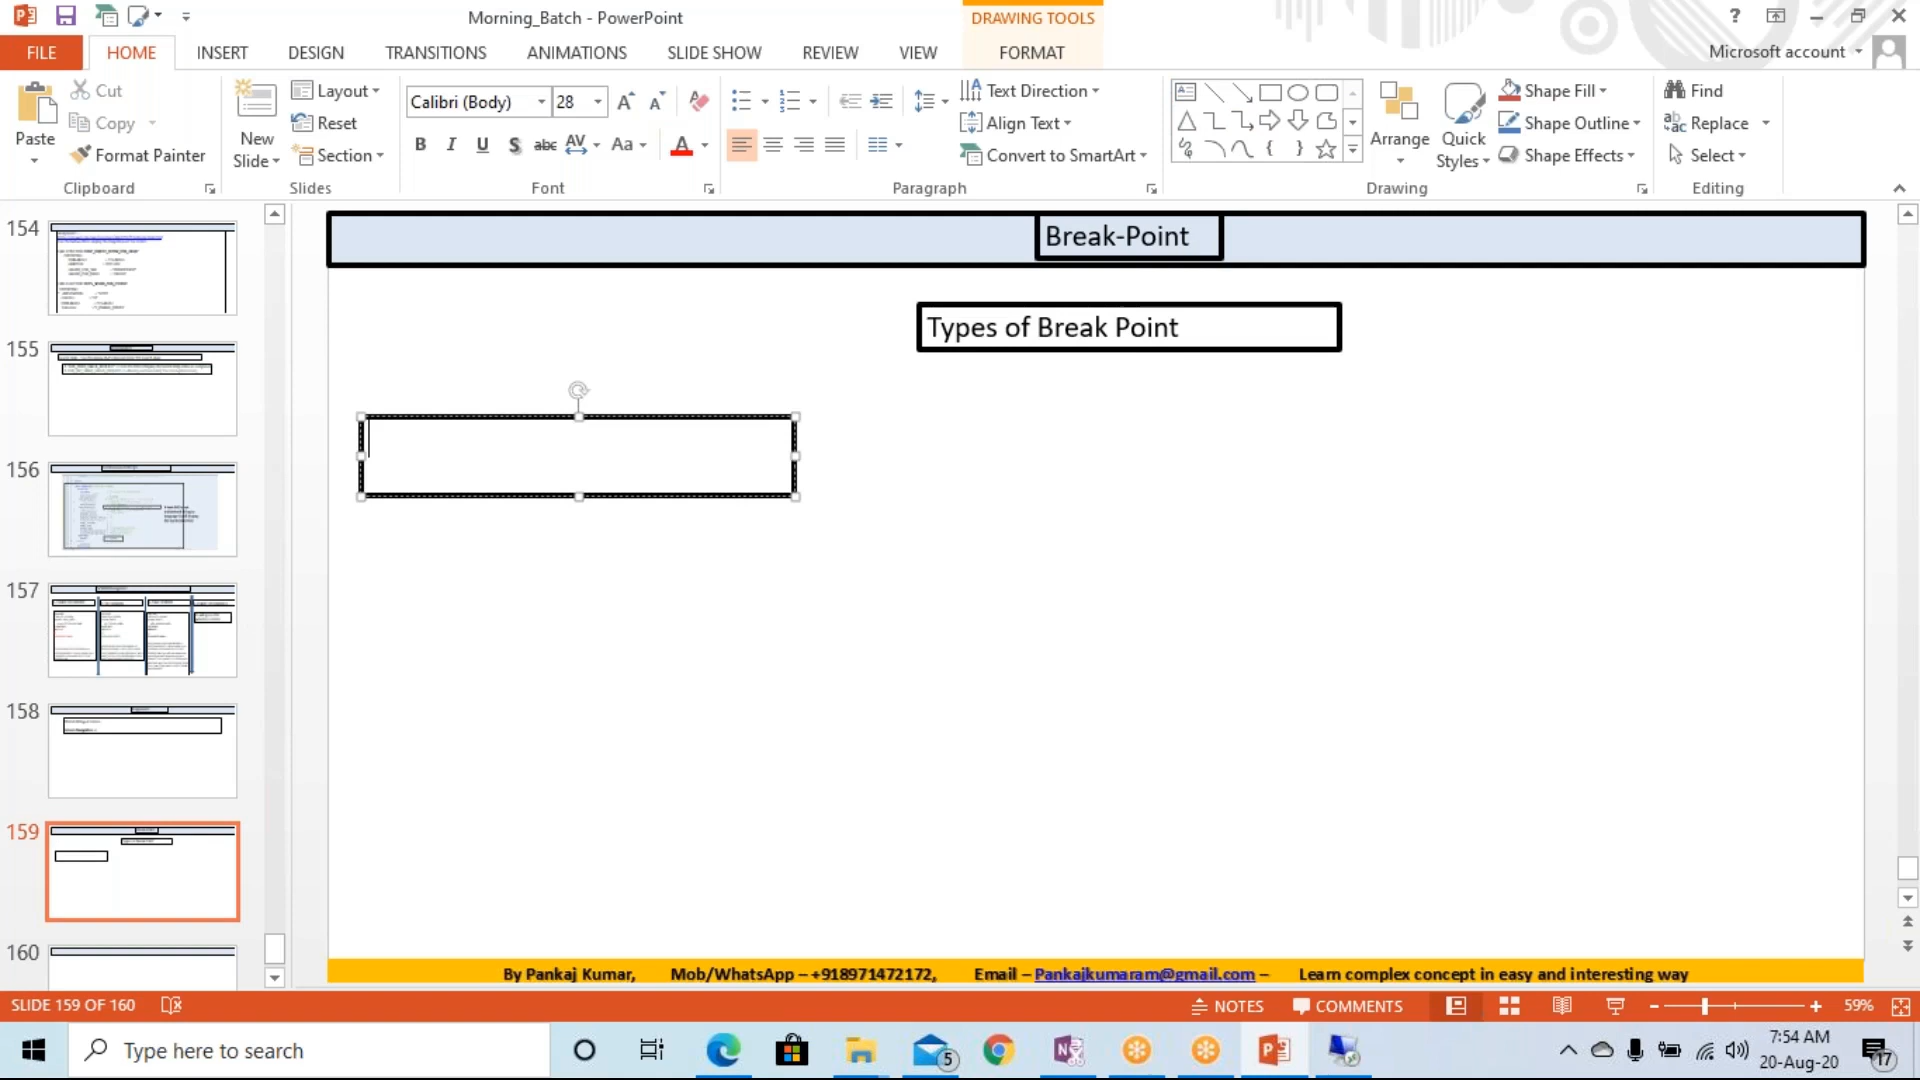 Morning_Batch - PowerPoint
DRAWING TOOLS
?
FILE HOME INSERT DESIGN TRANSITIONS ANIMATIONS SLIDE SHOW REVIEW VIEW FORMAT
Microsoft account
Paste
Cut
Copy
Format Painter
Clipboard
New Slide
Layout
Reset
Section
Slides
Calibri (Body) 28
B I U S abc AV Aa A
Font
Text Direction
Align Text
Convert to SmartArt
Paragraph
Arrange
Quick Styles
Shape Fill
Shape Outline
Shape Effects
Drawing
Find
Replace
Select
Editing
154
155
156
157
158
159
160
Break-Point
Types of Break Point
By Pankaj Kumar, Mob/WhatsApp – +918971472172, Email – Pankajkumaram@gmail.com – Learn complex concept in easy and interesting way
SLIDE 159 OF 160
NOTES
COMMENTS
59%
Type here to search
5
7:54 AM
20-Aug-20
17